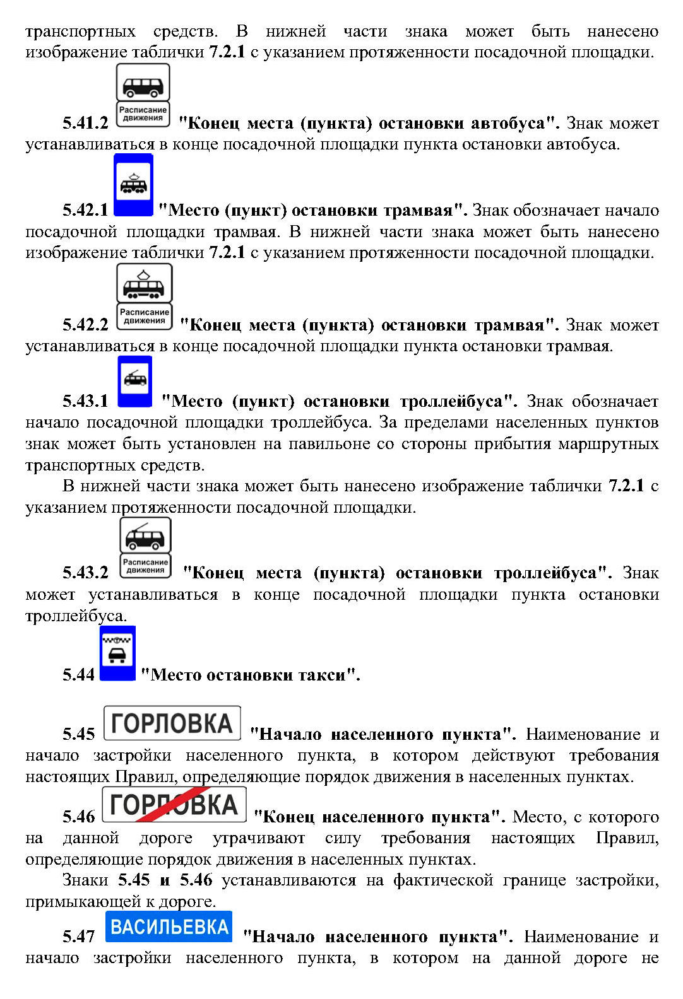 транспортных средств. В нижней части знака может быть нанесено
изображение таблички 7.2.1 с указанием протяженности посадочной площадки.
Расписание
движения
5.41.2 "Конец места (пункта) остановки автобуса". Знак может
устанавливаться в конце посадочной площадки пункта остановки автобуса.
5.42.1 "Место (пункт) остановки трамвая". Знак обозначает начало
посадочной площадки трамвая. В нижней части знака может быть нанесено
изображение таблички 7.2.1 с указанием протяженности посадочной площадки.
Расписание
движения
5.42.2 "Конец места (пункта) остановки трамвая". Знак может
устанавливаться в конце посадочной площадки пункта остановки трамвая.
5.43.1 "Место (пункт) остановки троллейбуса". Знак обозначает
начало посадочной площадки троллейбуса. За пределами населенных пунктов
знак может быть установлен на павильоне со стороны прибытия маршрутных
транспортных средств.
В нижней части знака может быть нанесено изображение таблички 7.2.1 с
указанием протяженности посадочной площадки.
Расписание
движения
5.43.2 "Конец места (пункта) остановки троллейбуса". Знак
может устанавливаться в конце посадочной площадки пункта остановки
троллейбуса.
5.44 "Место остановки такси".
5.45 ГОРЛОВКА "Начало населенного пункта". Наименование и
начало застройки населенного пункта, в котором действуют требования
настоящих Правил, определяющие порядок движения в населенных пунктах.
5.46 ГОРЛОВКА "Конец населенного пункта". Место, с которого
на данной дороге утрачивают силу требования настоящих Правил,
определяющие порядок движения в населенных пунктах.
Знаки 5.45 и 5.46 устанавливаются на фактической границе застройки,
примыкающей к дороге.
5.47 ВАСИЛЬЕВКА "Начало населенного пункта". Наименование и
начало застройки населенного пункта, в котором на данной дороге не